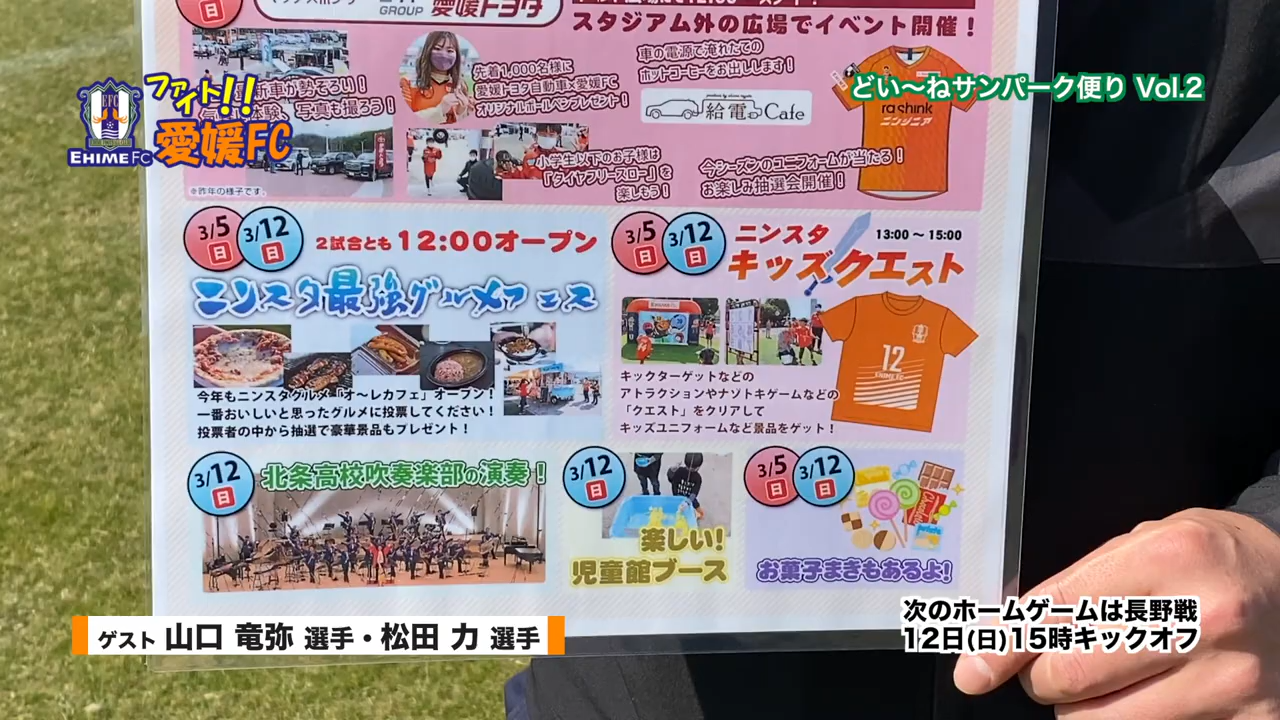 日
GROUP 愛媛トヨタ
スタジアム外の広場でイベント開催！
先着1,000名様に
愛媛トヨタ自動車×愛媛FC
オリジナルボールペンプレゼント！
車の電源で淹れたての
ホットコーヒーをお出しします！
給電Cafe
小学生以下のお子様は
「タイヤフリースロー」を
楽しもう！
今シーズンのユニフォームが当たる！
お楽しみ抽選会開催！
rashink
ニンジニア
車が勢ぞろい！
体験、写真も撮ろう！
※昨年の様子です。
ファイト!!
愛媛FC
EHIME FC
どい〜ねサンパーク便り Vol.2
3/5 日 3/12 日
2試合とも12:00オープン
ニンスタ最強グルメフェス
今年もニンスタグルメ「オ〜レカフェ」オープン！
一番おいしいと思ったグルメに投票してください！
投票者の中から抽選で豪華景品もプレゼント！
3/5 日 3/12 日
ニンスタ
13:00〜15:00
キッズクエスト
キックターゲットなどの
アトラクションやナゾトキゲームなどの
「クエスト」をクリアして
キッズユニフォームなど景品をゲット！
12
EHIME FC
3/12 日
北条高校吹奏楽部の演奏！
3/12 日
楽しい！
児童館ブース
3/5 日 3/12 日
お菓子まきもあるよ！
ゲスト 山口 竜弥 選手・松田 力 選手
次のホームゲームは長野戦
12日(日)15時キックオフ